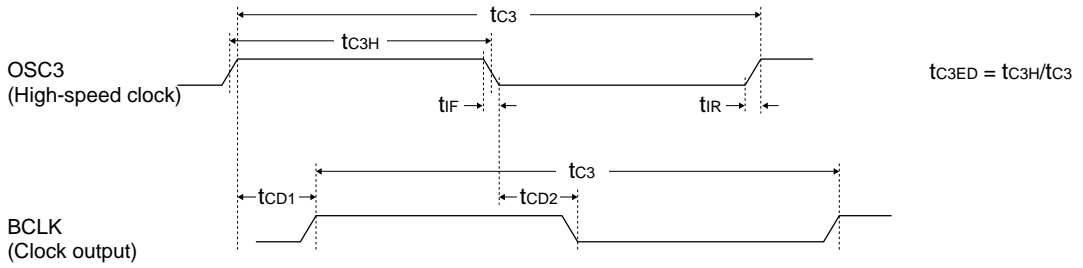 tC3
tC3H
OSC3
(High-speed clock)
tC3ED = tC3H/tC3
tIF
tIR
tC3
tCD1
tCD2
BCLK
(Clock output)